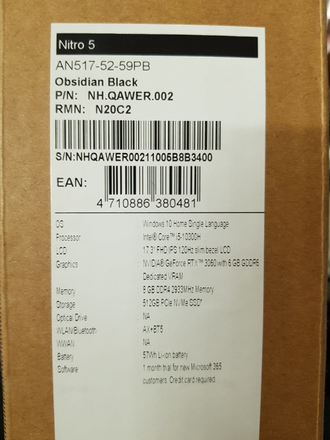 Nitro 5
AN517-52-59PB
Obsidian Black
P/N: NH.QAWER.002
RMN: N20C2
S/N:NHQAWER00211006B8B3400
EAN:
4 710886 380481
OS Windows 10 Home Single Language
Processor Intel® Core™ i5-10300H
LCD 17.3" FHD IPS 120Hz slim bezel LCD
Graphics NVIDIA® GeForce RTX™ 3060 with 6 GB GDDR6
Dedicated VRAM
Memory 8 GB DDR4 2933MHz Memory
Storage 512GB PCIe NVMe SSD*
Optical Drive NA
WLAN/Bluetooth AX+BT5
WWAN NA
Battery 57Wh Li-ion battery
Software 1 month trial for new Microsoft 365
customers. Credit card required.